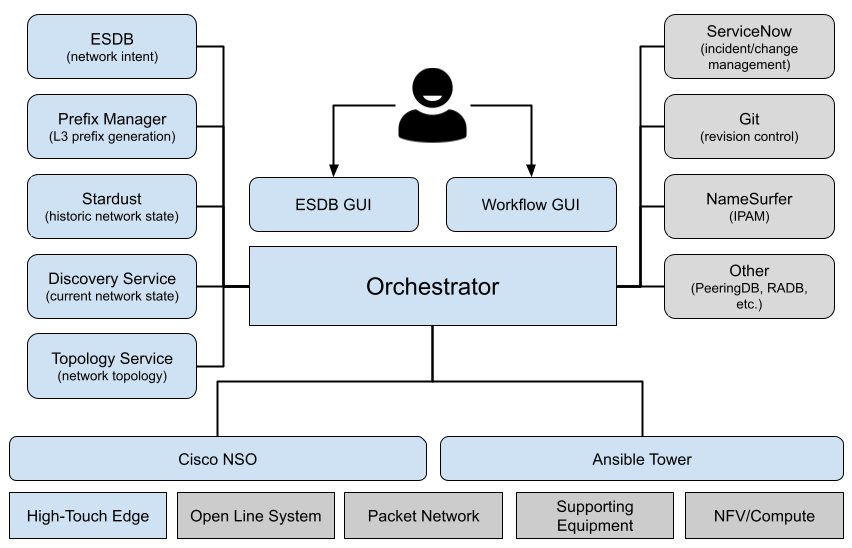 ESDB
(network intent)
Prefix Manager
(L3 prefix generation)
Stardust
(historic network state)
Discovery Service
(current network state)
Topology Service
(network topology)
ESDB GUI
Workflow GUI
Orchestrator
ServiceNow
(incident/change
management)
Git
(revision control)
NameSurfer
(IPAM)
Other
(PeeringDB, RADB,
etc.)
Cisco NSO
Ansible Tower
High-Touch Edge
Open Line System
Packet Network
Supporting
Equipment
NFV/Compute